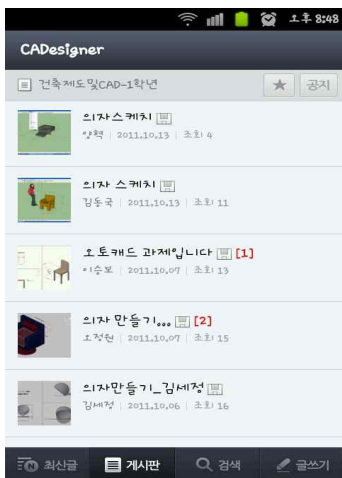 오후 8:48
CADesigner
건축제도및CAD-1학년
★ 공지
의자스케치
양혁 | 2011.10.13 | 조회 4
의자 스케치
김동국 | 2011.10.13 | 조회 11
오토캐드 과제입니다 [1]
이승보 | 2011.10.07 | 조회 13
의자 만들기... [2]
오정원 | 2011.10.07 | 조회 15
의자만들기_김세정
김세정 | 2011.10.06 | 조회 16
최신글 게시판 검색 글쓰기